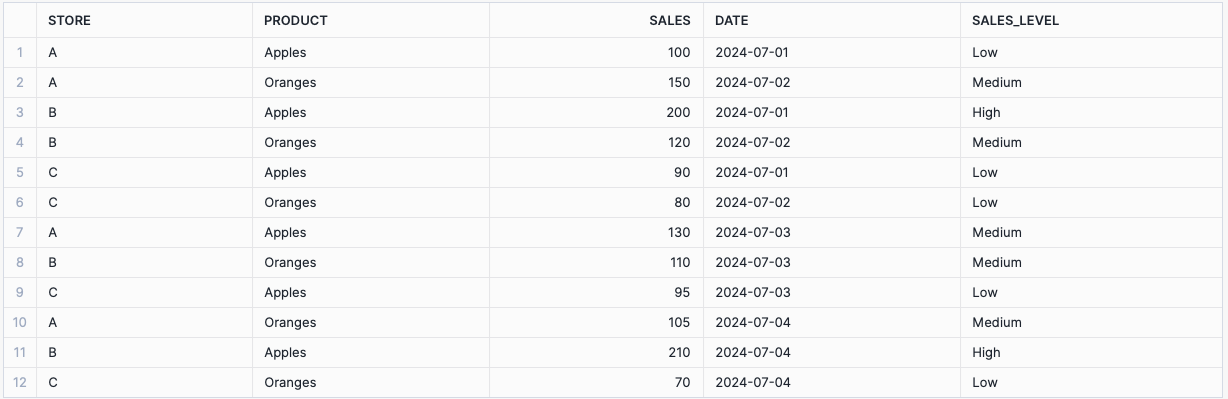 STORE PRODUCT SALES DATE SALES_LEVEL
1 A Apples 100 2024-07-01 Low
2 A Oranges 150 2024-07-02 Medium
3 B Apples 200 2024-07-01 High
4 B Oranges 120 2024-07-02 Medium
5 C Apples 90 2024-07-01 Low
6 C Oranges 80 2024-07-02 Low
7 A Apples 130 2024-07-03 Medium
8 B Oranges 110 2024-07-03 Medium
9 C Apples 95 2024-07-03 Low
10 A Oranges 105 2024-07-04 Medium
11 B Apples 210 2024-07-04 High
12 C Oranges 70 2024-07-04 Low